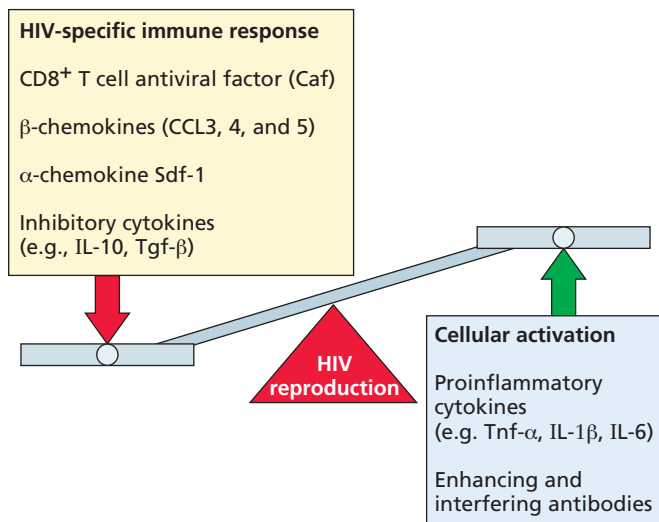 HIV-specific immune response
CD8⁺ T cell antiviral factor (Caf)
β-chemokines (CCL3, 4, and 5)
α-chemokine Sdf-1
Inhibitory cytokines
(e.g., IL-10, Tgf-β)
HIV
reproduction
Cellular activation
Proinflammatory
cytokines
(e.g. Tnf-α, IL-1β, IL-6)
Enhancing and
interfering antibodies